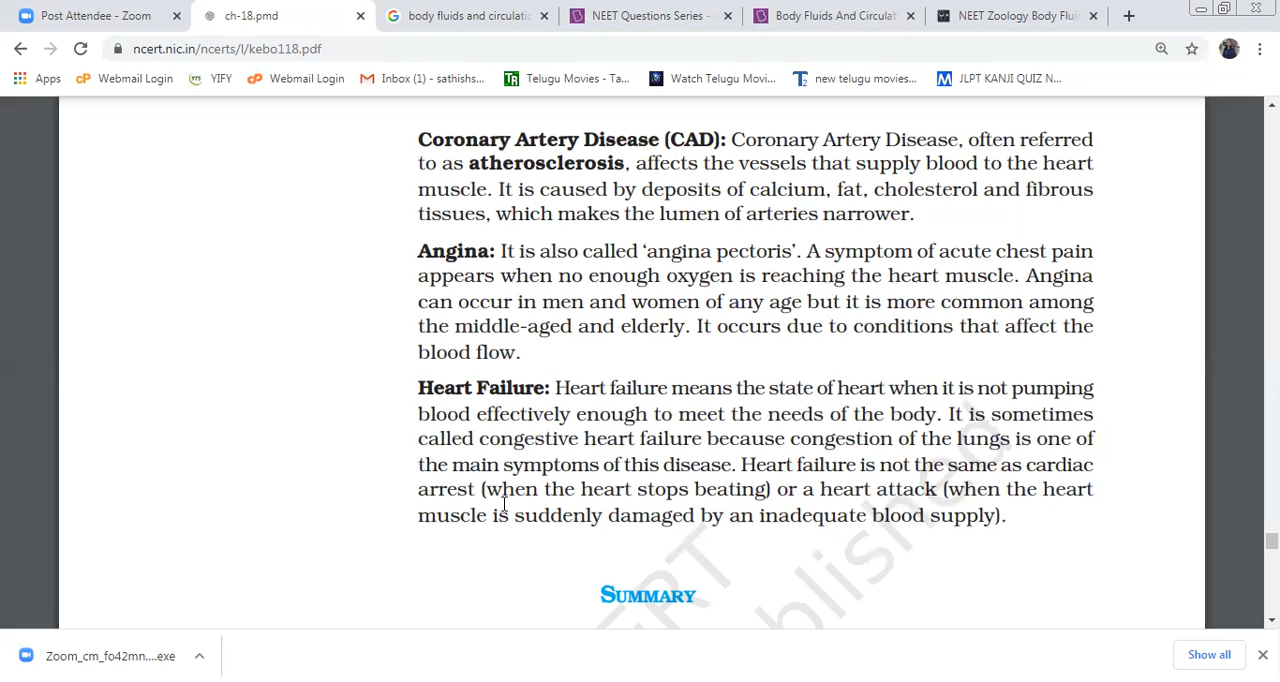 Post Attendee - Zoom
ch-18.pmd
body fluids and circulatic
NEET Questions Series -
Body Fluids And Circulat
NEET Zoology Body Flui
ncert.nic.in/ncerts/l/kebo118.pdf
Apps
Webmail Login
YIFY
Webmail Login
Inbox (1) - sathishs...
Telugu Movies - Ta...
Watch Telugu Movi...
new telugu movies...
JLPT KANJI QUIZ N...
Coronary Artery Disease (CAD): Coronary Artery Disease, often referred
to as atherosclerosis, affects the vessels that supply blood to the heart
muscle. It is caused by deposits of calcium, fat, cholesterol and fibrous
tissues, which makes the lumen of arteries narrower.
Angina: It is also called ‘angina pectoris’. A symptom of acute chest pain
appears when no enough oxygen is reaching the heart muscle. Angina
can occur in men and women of any age but it is more common among
the middle-aged and elderly. It occurs due to conditions that affect the
blood flow.
Heart Failure: Heart failure means the state of heart when it is not pumping
blood effectively enough to meet the needs of the body. It is sometimes
called congestive heart failure because congestion of the lungs is one of
the main symptoms of this disease. Heart failure is not the same as cardiac
arrest (when the heart stops beating) or a heart attack (when the heart
muscle is suddenly damaged by an inadequate blood supply).
SUMMARY
Zoom_cm_fo42mn....exe
Show all